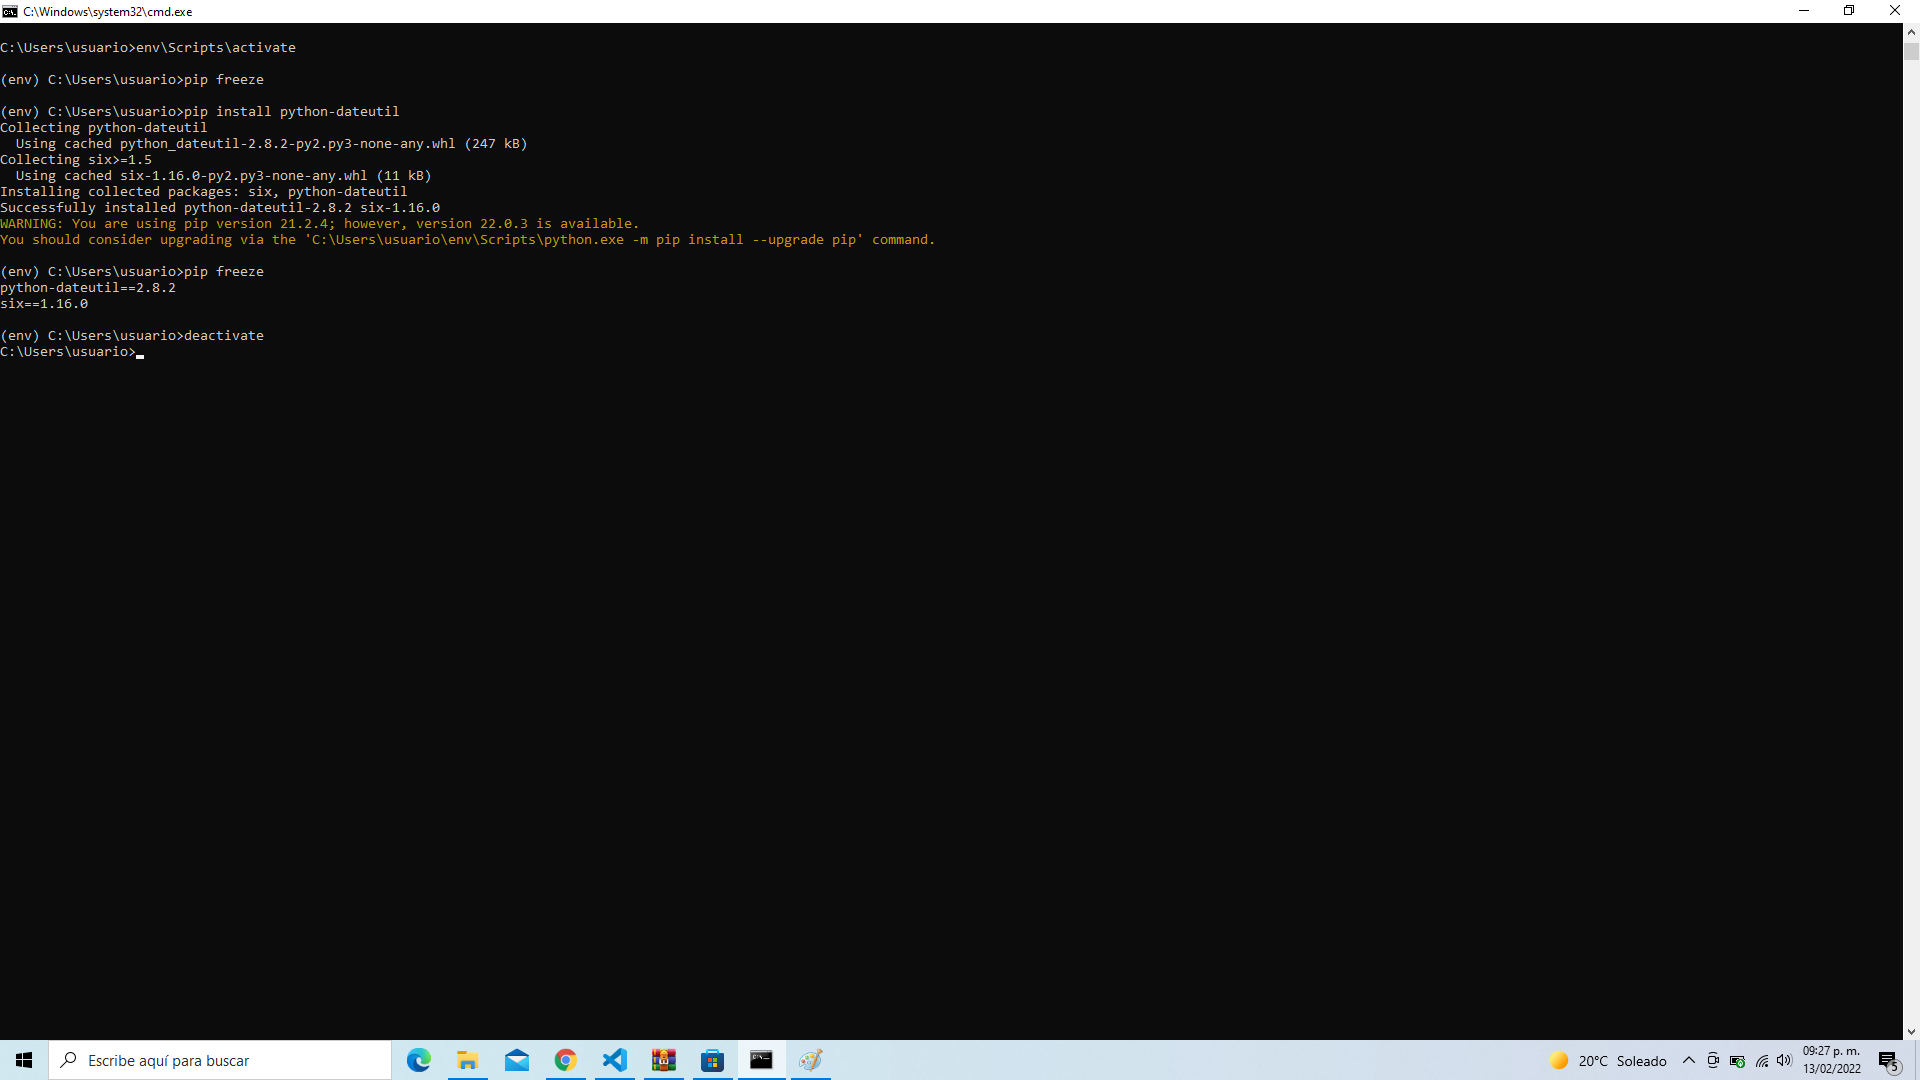 C:\Windows\system32\cmd.exe
C:\Users\usuario>env\Scripts\activate
(env) C:\Users\usuario>pip freeze
(env) C:\Users\usuario>pip install python-dateutil
Collecting python-dateutil
  Using cached python_dateutil-2.8.2-py2.py3-none-any.whl (247 kB)
Collecting six>=1.5
  Using cached six-1.16.0-py2.py3-none-any.whl (11 kB)
Installing collected packages: six, python-dateutil
Successfully installed python-dateutil-2.8.2 six-1.16.0
WARNING: You are using pip version 21.2.4; however, version 22.0.3 is available.
You should consider upgrading via the 'C:\Users\usuario\env\Scripts\python.exe -m pip install --upgrade pip' command.
(env) C:\Users\usuario>pip freeze
python-dateutil==2.8.2
six==1.16.0
(env) C:\Users\usuario>deactivate
C:\Users\usuario>
Escribe aquí para buscar
20°C Soleado
09:27 p. m.
13/02/2022
5